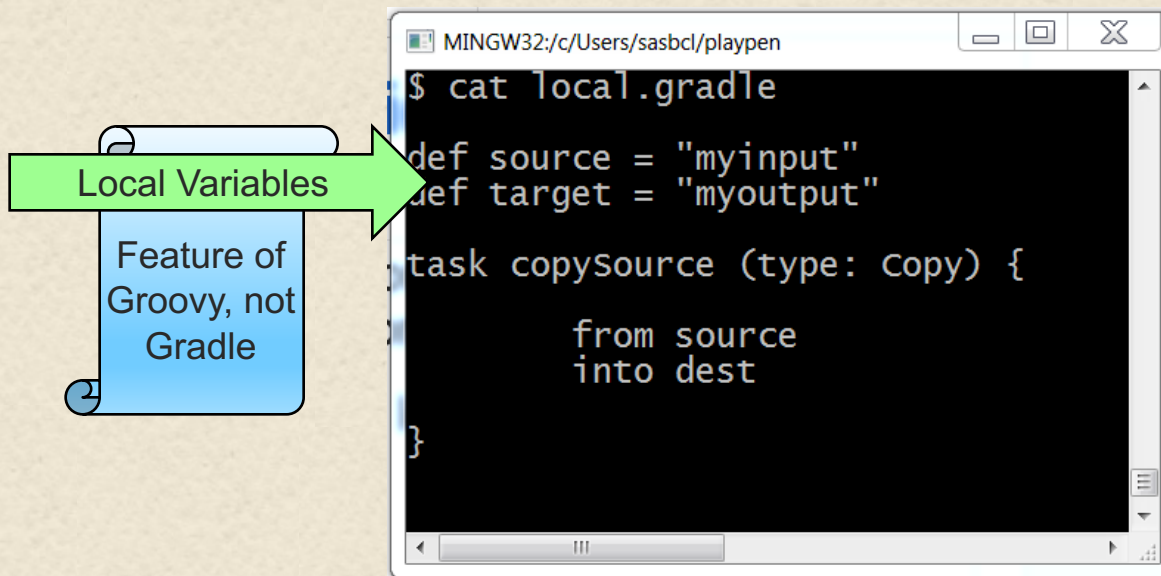 MINGW32:/c/Users/sasbcl/playpen
$ cat local.gradle
def source = "myinput"
def target = "myoutput"
task copySource (type: Copy) {
from source
into dest
}
Local Variables
Feature of
Groovy, not
Gradle